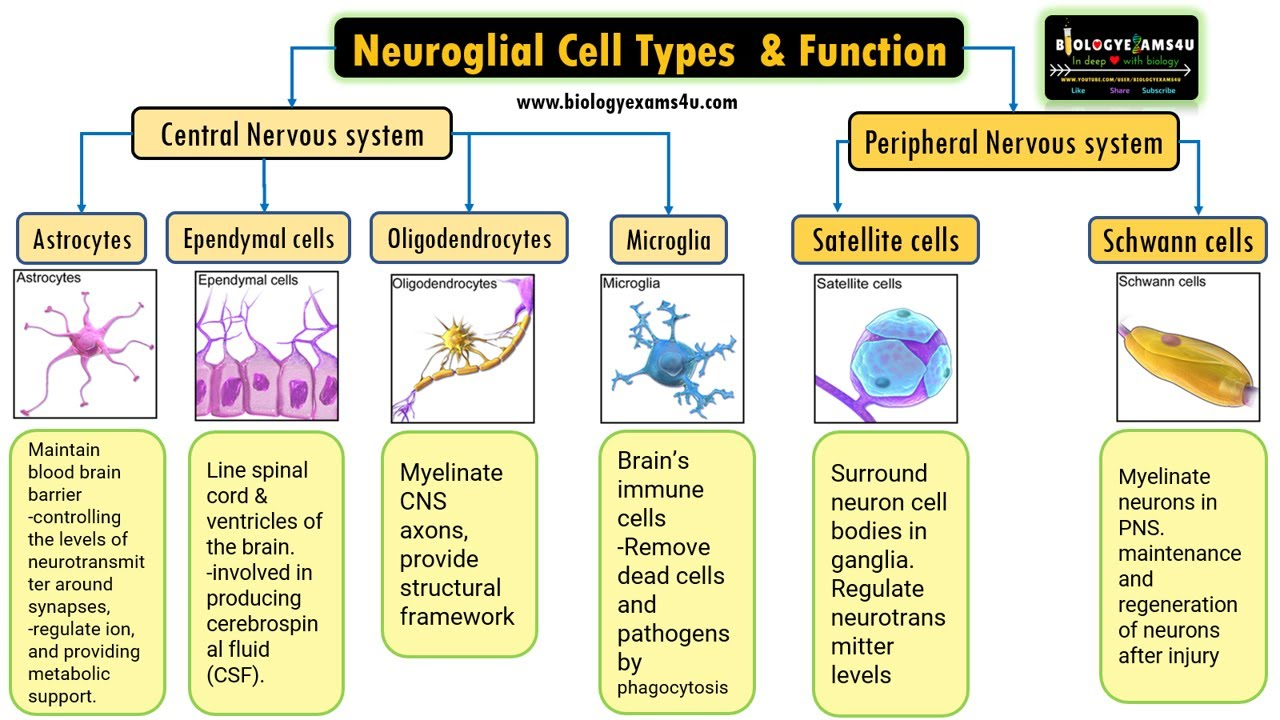 Neuroglial Cell Types & Function
BIOLOGYEXAMS4U
In deep ❤ with biology
WWW.YOUTUBE.COM/USER/BIOLOGYEXAMS4U
Like Share Subscribe
www.biologyexams4u.com
Central Nervous system
Peripheral Nervous system
Astrocytes
Ependymal cells
Oligodendrocytes
Microglia
Satellite cells
Schwann cells
Astrocytes
Ependymal cells
Oligodendrocytes
Microglia
Satellite cells
Schwann cells
Maintain
blood brain
barrier
-controlling
the levels of
neurotransmit
ter around
synapses,
-regulate ion,
and providing
metabolic
support.
Line spinal
cord &
ventricles of
the brain.
-involved in
producing
cerebrospin
al fluid
(CSF).
Myelinate
CNS
axons,
provide
structural
framework
Brain's
immune
cells
-Remove
dead cells
and
pathogens
by
phagocytosis
Surround
neuron cell
bodies in
ganglia.
Regulate
neurotrans
mitter
levels
Myelinate
neurons in
PNS.
maintenance
and
regeneration
of neurons
after injury